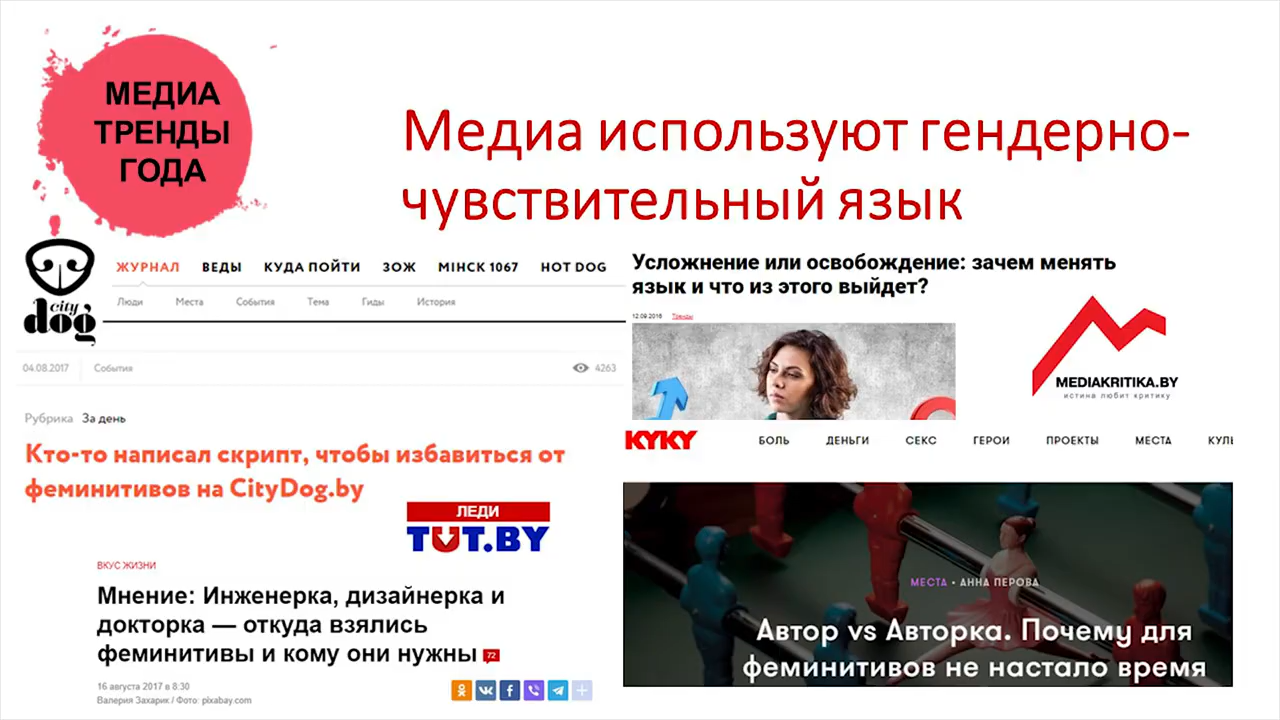 МЕДИА
ТРЕНДЫ
ГОДА
Медиа используют гендерно-
чувствительный язык
city
dog
ЖУРНАЛ ВЕДЫ КУДА ПОЙТИ ЗОЖ МІНСК 1067 HOT DOG
Люди Места События Тема Гиды История
04.08.2017 События 4263
Рубрика За день
Кто-то написал скрипт, чтобы избавиться от
феминитивов на CityDog.by
ЛЕДИ
TUT.BY
ВКУС ЖИЗНИ
Мнение: Инженерка, дизайнерка и
докторка — откуда взялись
феминитивы и кому они нужны 72
16 августа 2017 в 8:30
Валерия Захарик / Фото: pixabay.com
Усложнение или освобождение: зачем менять
язык и что из этого выйдет?
12.09.2016 Тренды
MEDIAKRITIKA.BY
истина любит критику
KYKY БОЛЬ ДЕНЬГИ СЕКС ГЕРОИ ПРОЕКТЫ МЕСТА КУЛЬ
МЕСТА • АННА ПЕРОВА
Автор vs Авторка. Почему для
феминитивов не настало время